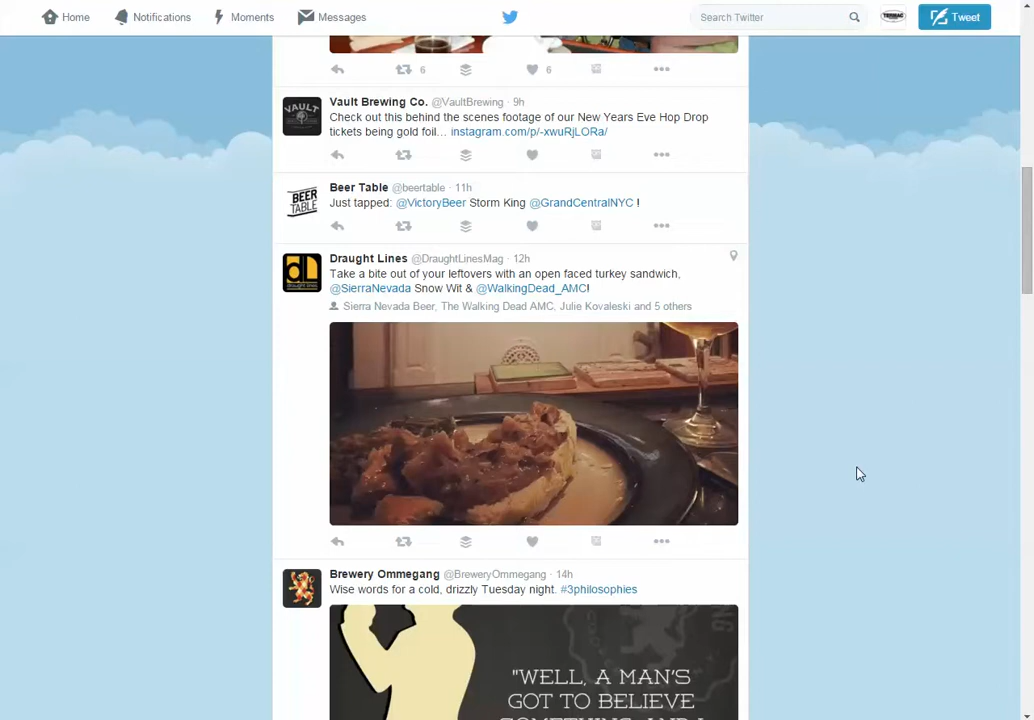 Home Notifications Moments Messages Search Twitter TERMAC Tweet
6 6
VAULT Vault Brewing Co. @VaultBrewing · 9h
Check out this behind the scenes footage of our New Years Eve Hop Drop
tickets being gold foil... instagram.com/p/-xwuRjLORa/
BEER TABLE Beer Table @beertable · 11h
Just tapped: @VictoryBeer Storm King @GrandCentralNYC !
dl draught lines Draught Lines @DraughtLinesMag · 12h
Take a bite out of your leftovers with an open faced turkey sandwich,
@SierraNevada Snow Wit & @WalkingDead_AMC!
Sierra Nevada Beer, The Walking Dead AMC, Julie Kovaleski and 5 others
Brewery Ommegang @BreweryOmmegang · 14h
Wise words for a cold, drizzly Tuesday night. #3philosophies
"WELL, A MAN'S
GOT TO BELIEVE